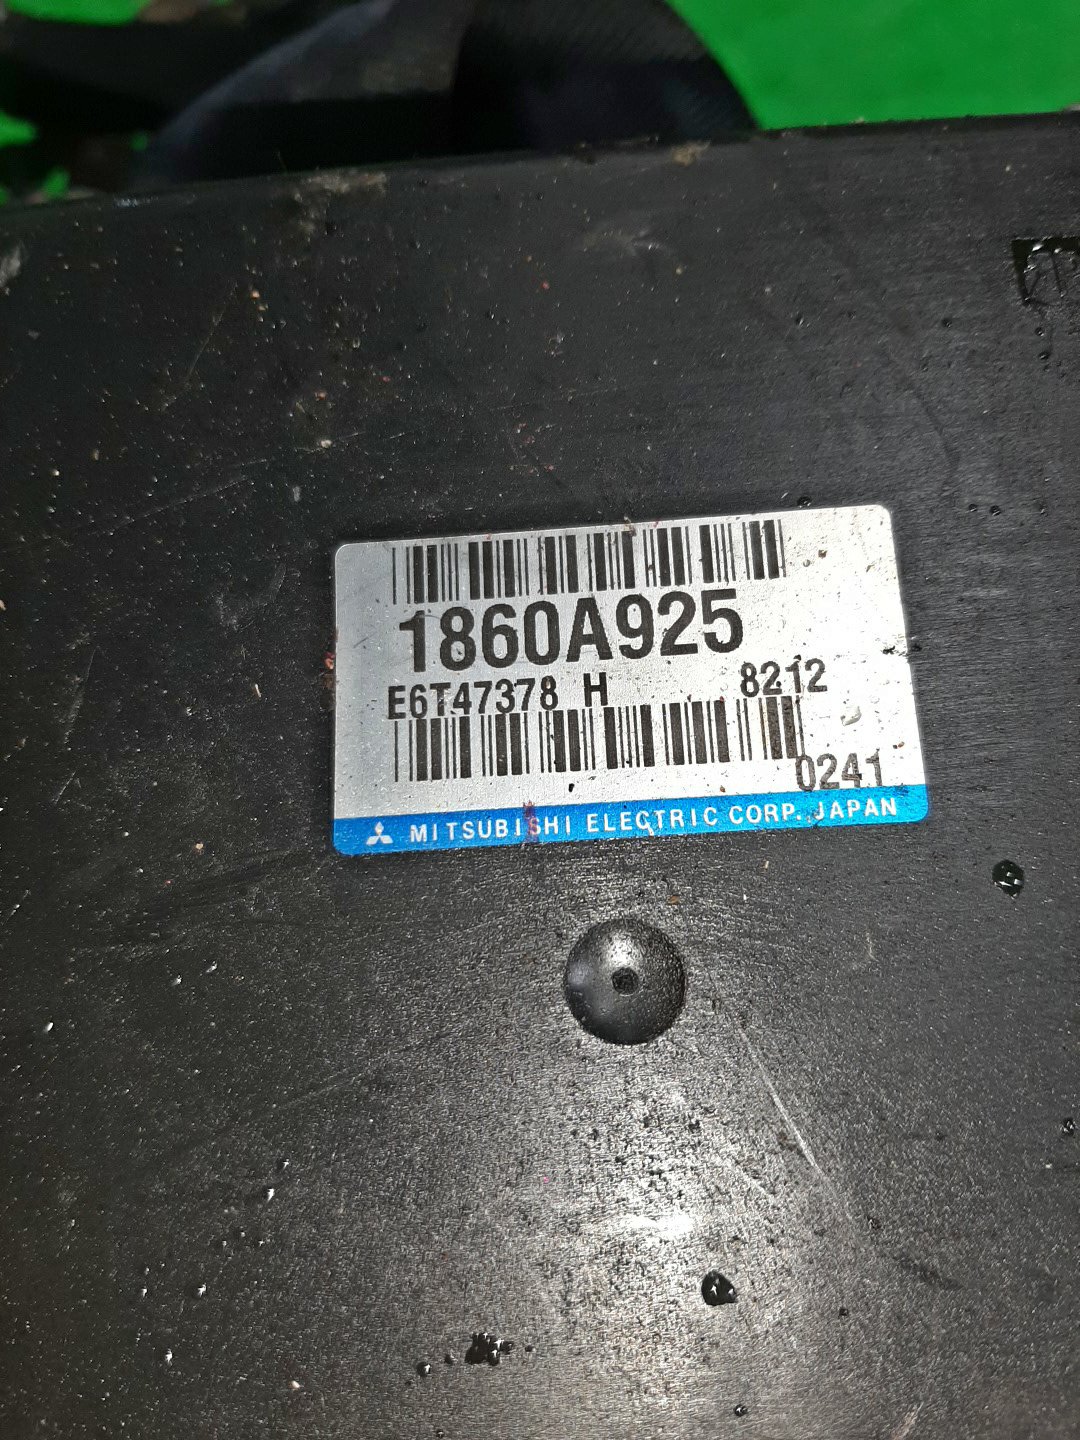 1860A925
E6T47378 H 8212
0241
MITSUBISHI ELECTRIC CORP. JAPAN